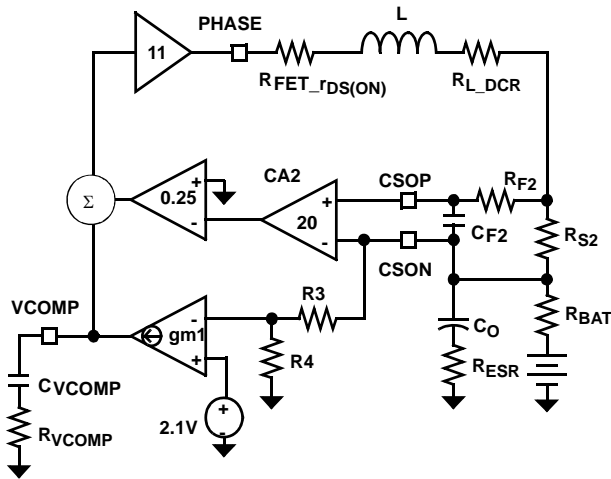 PHASE
L
11
RFET_rDS(ON)
RL_DCR
CA2
CSOP
RF2
Σ
+
0.25
-
+
20
-
CF2
RS2
CSON
VCOMP
R3
RBAT
-
gm1
+
R4
CO
RESR
CVCOMP
RVCOMP
2.1V
+
-